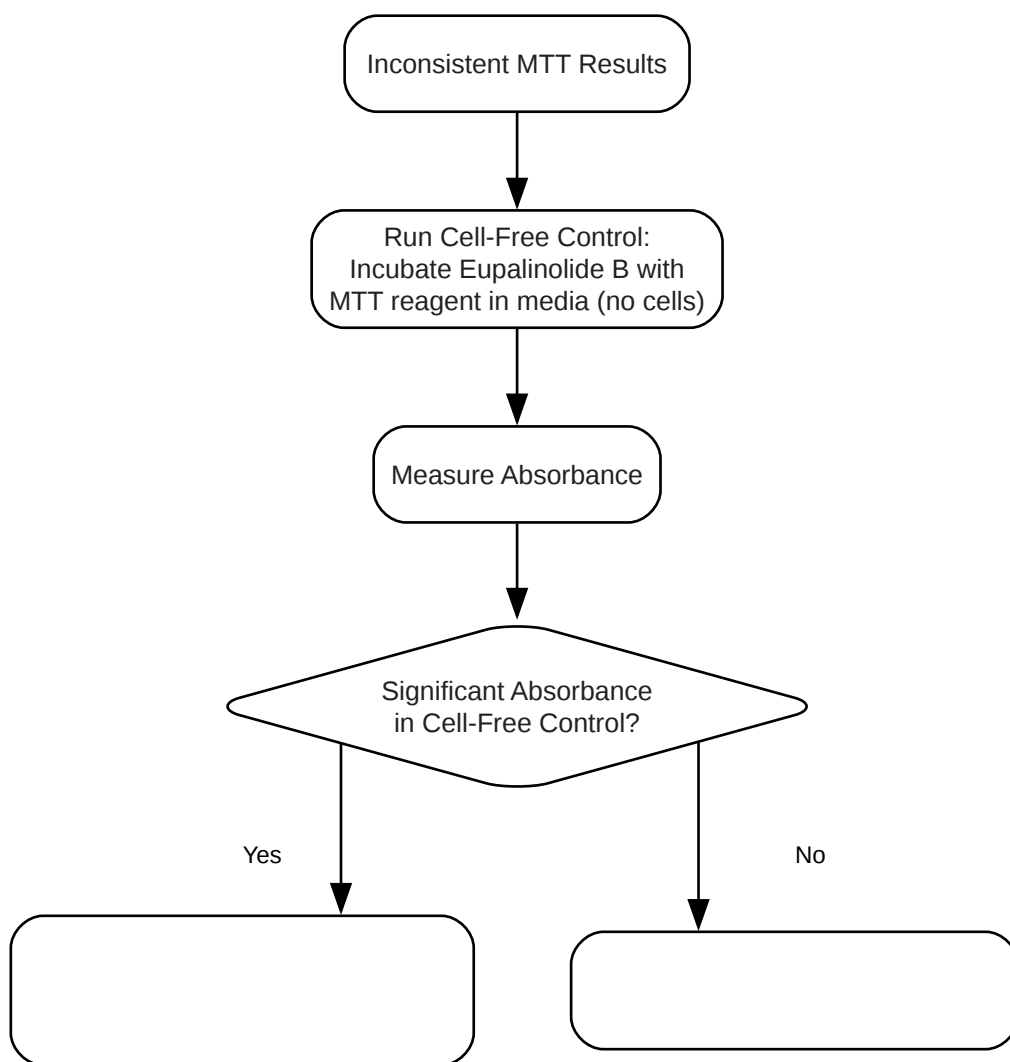 Inconsistent MTT Results
Run Cell-Free Control:
Incubate Eupalinolide B with
MTT reagent in media (no cells)
Measure Absorbance
Significant Absorbance
in Cell-Free Control?
Yes
No